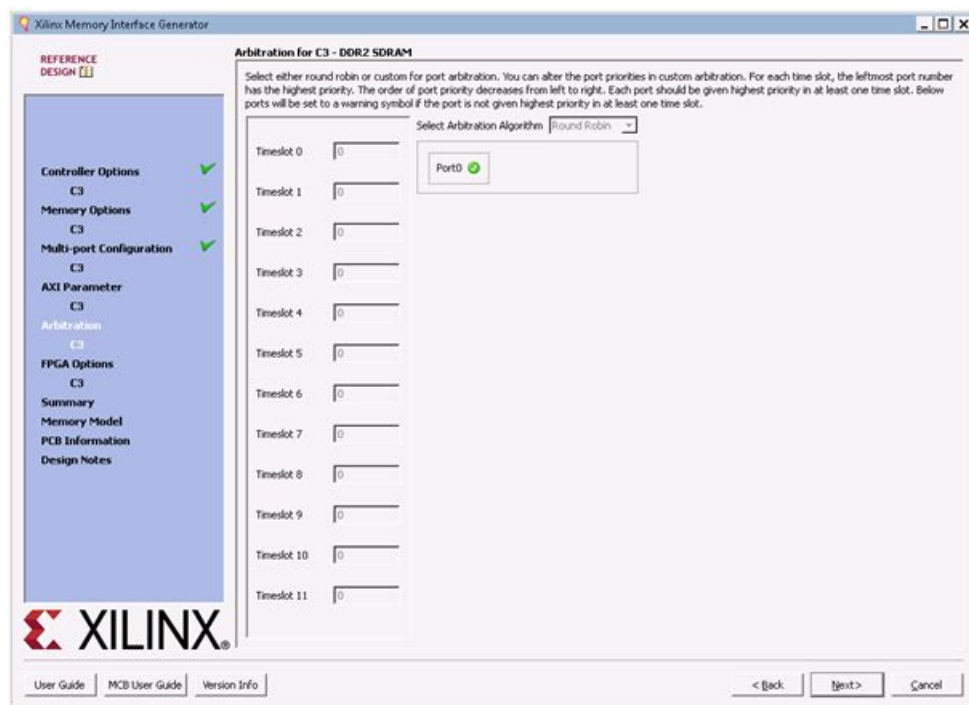 Xilinx Memory Interface Generator
REFERENCE
DESIGN
Controller Options
C3
Memory Options
C3
Multi-port Configuration
C3
AXI Parameter
C3
Arbitration
C3
FPGA Options
C3
Summary
Memory Model
PCB Information
Design Notes
XILINX®
Arbitration for C3 - DDR2 SDRAM
Select either round robin or custom for port arbitration. You can alter the port priorities in custom arbitration. For each time slot, the leftmost port number
has the highest priority. The order of port priority decreases from left to right. Each port should be given highest priority in at least one time slot. Below
ports will be set to a warning symbol if the port is not given highest priority in at least one time slot.
Timeslot 0 0
Timeslot 1 0
Timeslot 2 0
Timeslot 3 0
Timeslot 4 0
Timeslot 5 0
Timeslot 6 0
Timeslot 7 0
Timeslot 8 0
Timeslot 9 0
Timeslot 10 0
Timeslot 11 0
Select Arbitration Algorithm Round Robin
Port0
User Guide MCB User Guide Version Info < Back Next> Cancel